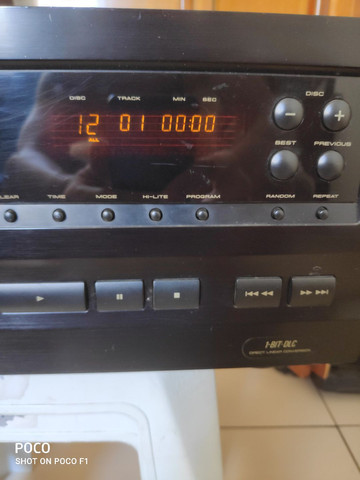 DISC
DISC TRACK MIN SEC
12 01 00:00
ALL
BEST PREVIOUS
CLEAR TIME MODE HI-LITE PROGRAM RANDOM REPEAT
1-BIT·DLC
DIRECT LINEAR CONVERSION
POCO
SHOT ON POCO F1